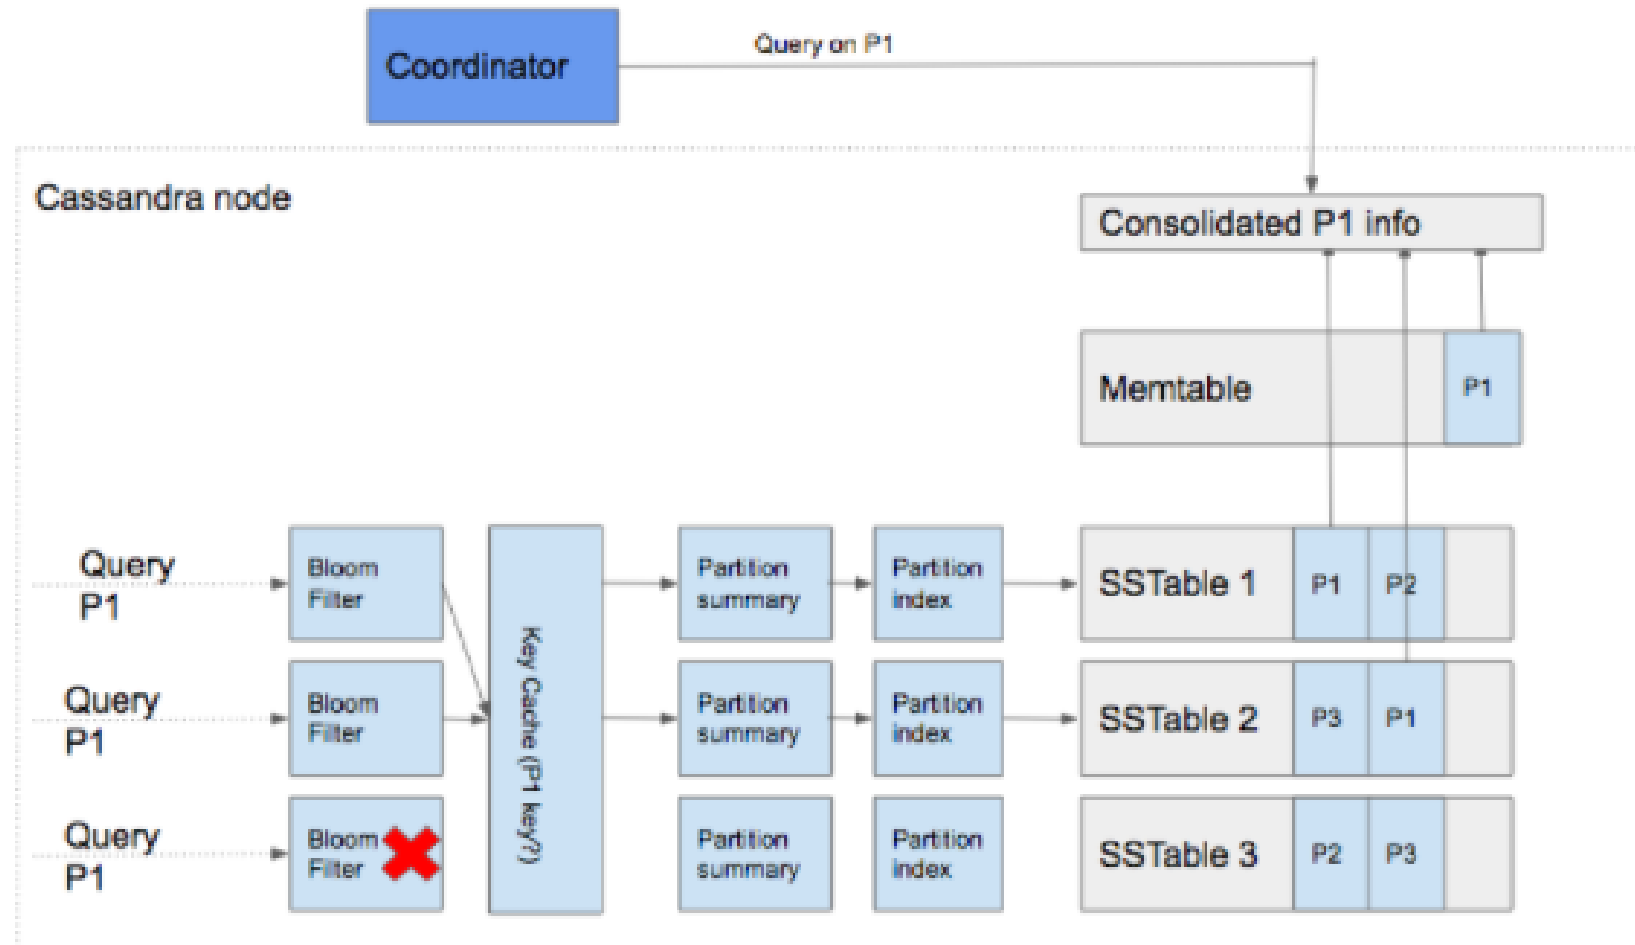 Coordinator
Query on P1
Cassandra node
Consolidated P1 info
Memtable
P1
Query
P1
Bloom
Filter
Key Cache (P1 key?)
Partition
summary
Partition
index
SSTable 1
P1
P2
Query
P1
Bloom
Filter
Partition
summary
Partition
index
SSTable 2
P3
P1
Query
P1
Bloom
Filter
Partition
summary
Partition
index
SSTable 3
P2
P3